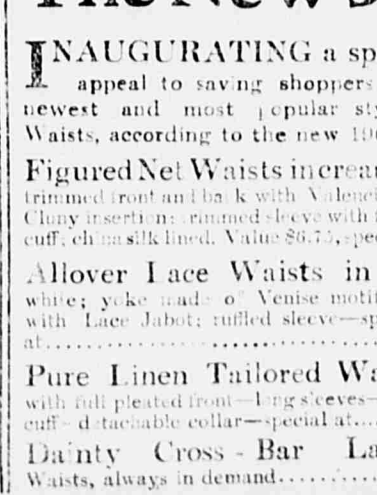 The New S
INAUGURATING a sp
appeal to saving shoppers
newest and most popular st
Waists, according to the new 19
Figured Net Waists in crea
trimmed front and back with Valenci
Cluny insertion; trimmed sleeve with
cuff; china silk lined. Value $6.75, spe
Allover Lace Waists in
white; yoke made of Venise motif
with Lace Jabot; ruffled sleeve—sp
at
Pure Linen Tailored Wa
with full pleated front—long sleeves—
cuff—detachable collar—special at....
Dainty Cross-Bar La
Waists, always in demand..........